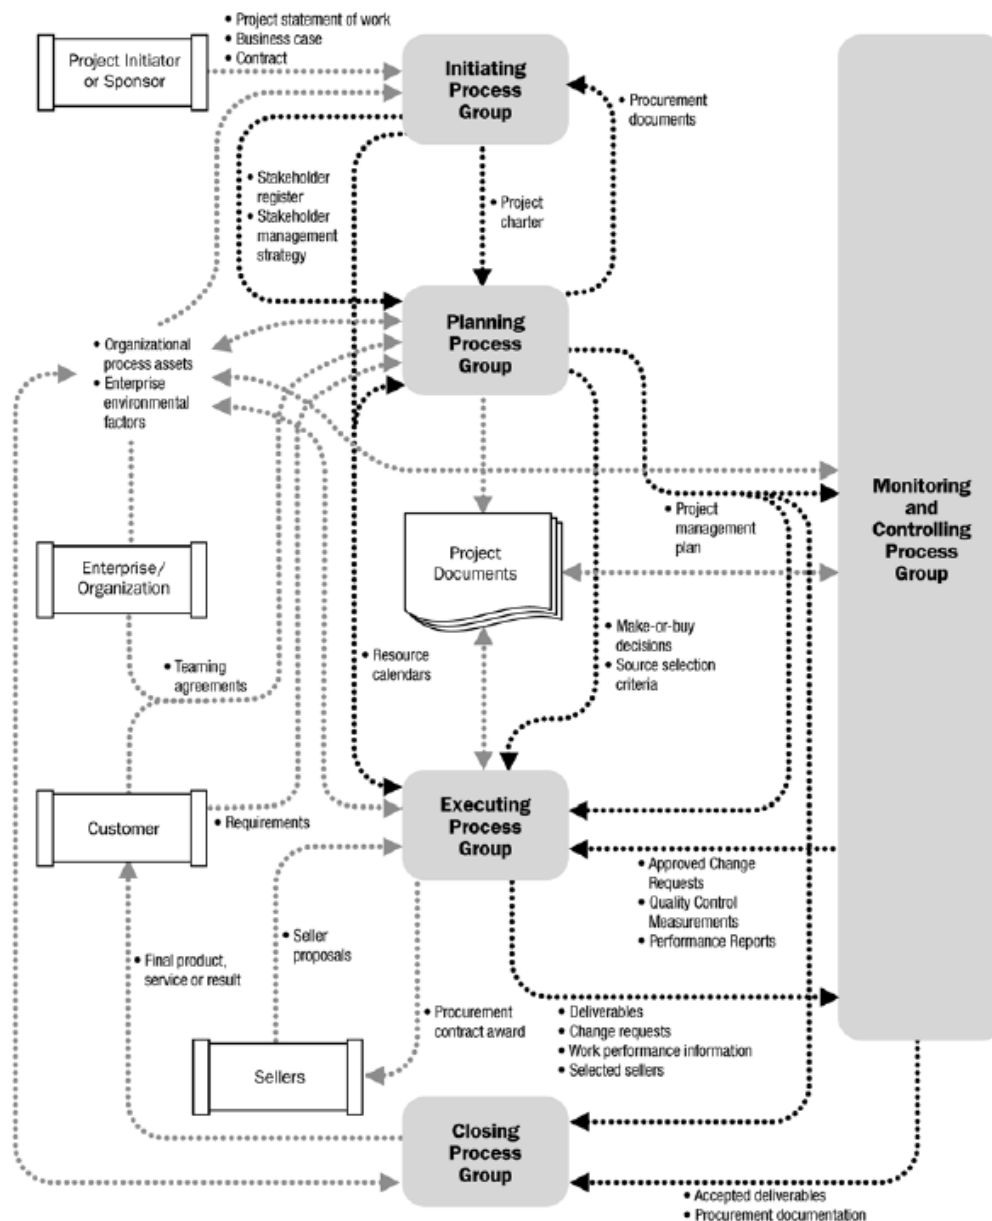 • Project statement of work
• Business case
• Contract
Project Initiator
or Sponsor
Initiating
Process
Group
• Procurement
documents
• Stakeholder
register
• Stakeholder
management
strategy
• Project
charter
Planning
Process
Group
• Organizational
process assets
• Enterprise
environmental
factors
Monitoring
and
Controlling
Process
Group
• Project
management
plan
Project
Documents
Enterprise/
Organization
• Make-or-buy
decisions
• Source selection
criteria
• Resource
calendars
• Teaming
agreements
Executing
Process
Group
Customer
• Requirements
• Approved Change
Requests
• Quality Control
Measurements
• Performance Reports
• Seller
proposals
• Final product,
service or result
• Procurement
contract award
• Deliverables
• Change requests
• Work performance information
• Selected sellers
Sellers
Closing
Process
Group
• Accepted deliverables
• Procurement documentation